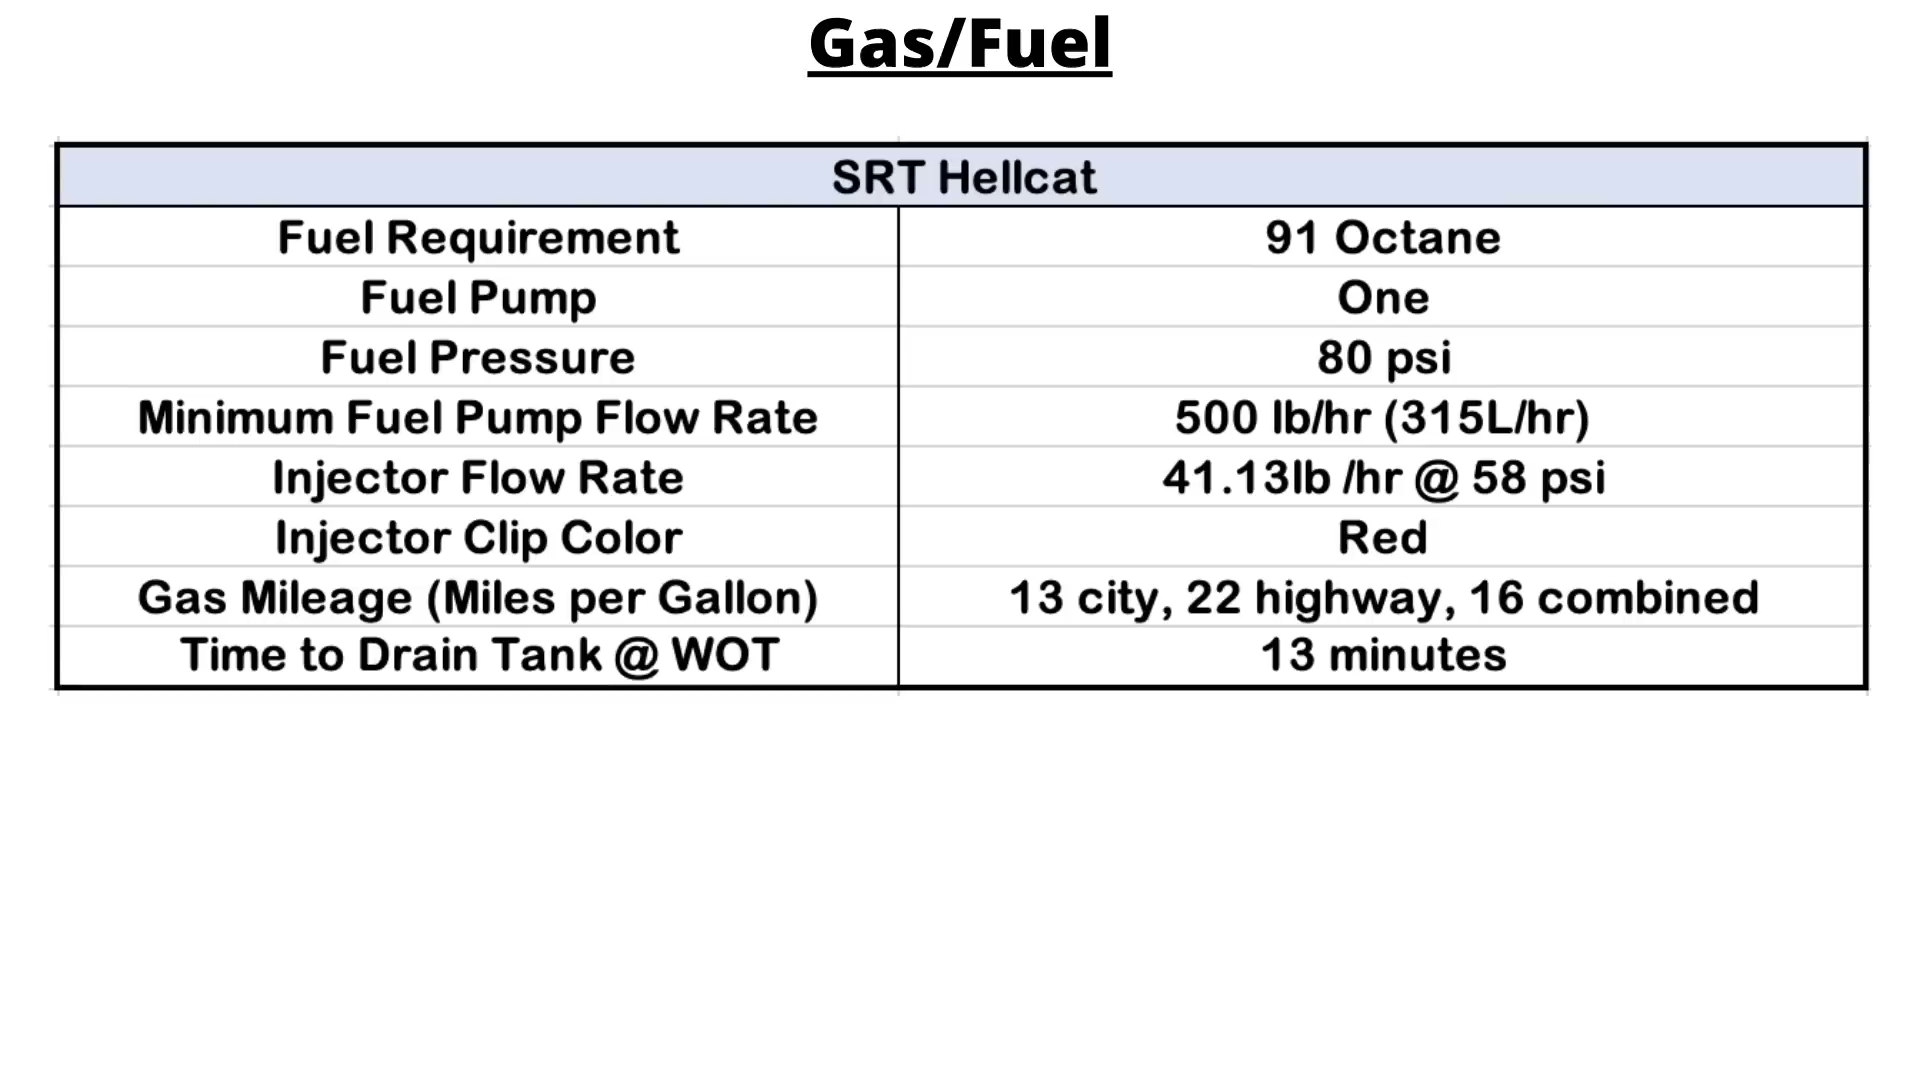 Gas/Fuel
SRT Hellcat
Fuel Requirement 91 Octane
Fuel Pump One
Fuel Pressure 80 psi
Minimum Fuel Pump Flow Rate 500 lb/hr (315L/hr)
Injector Flow Rate 41.13lb /hr @ 58 psi
Injector Clip Color Red
Gas Mileage (Miles per Gallon) 13 city, 22 highway, 16 combined
Time to Drain Tank @ WOT 13 minutes